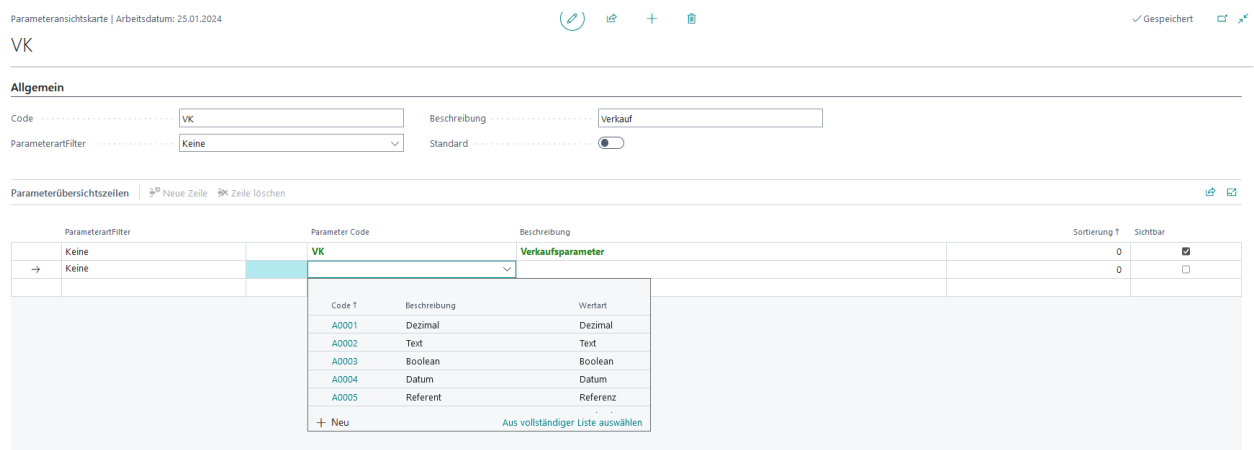 Parameteransichtskarte | Arbeitsdatum: 25.01.2024
Gespeichert
VK
Allgemein
Code VK Beschreibung Verkauf
ParameterartFilter Keine Standard
Parameterübersichtszeilen Neue Zeile Zeile löschen
ParameterartFilter Parameter Code Beschreibung Sortierung ↑ Sichtbar
Keine VK Verkaufsparameter 0
Keine 0
Code ↑ Beschreibung Wertart
A0001 Dezimal Dezimal
A0002 Text Text
A0003 Boolean Boolean
A0004 Datum Datum
A0005 Referent Referenz
+ Neu Aus vollständiger Liste auswählen